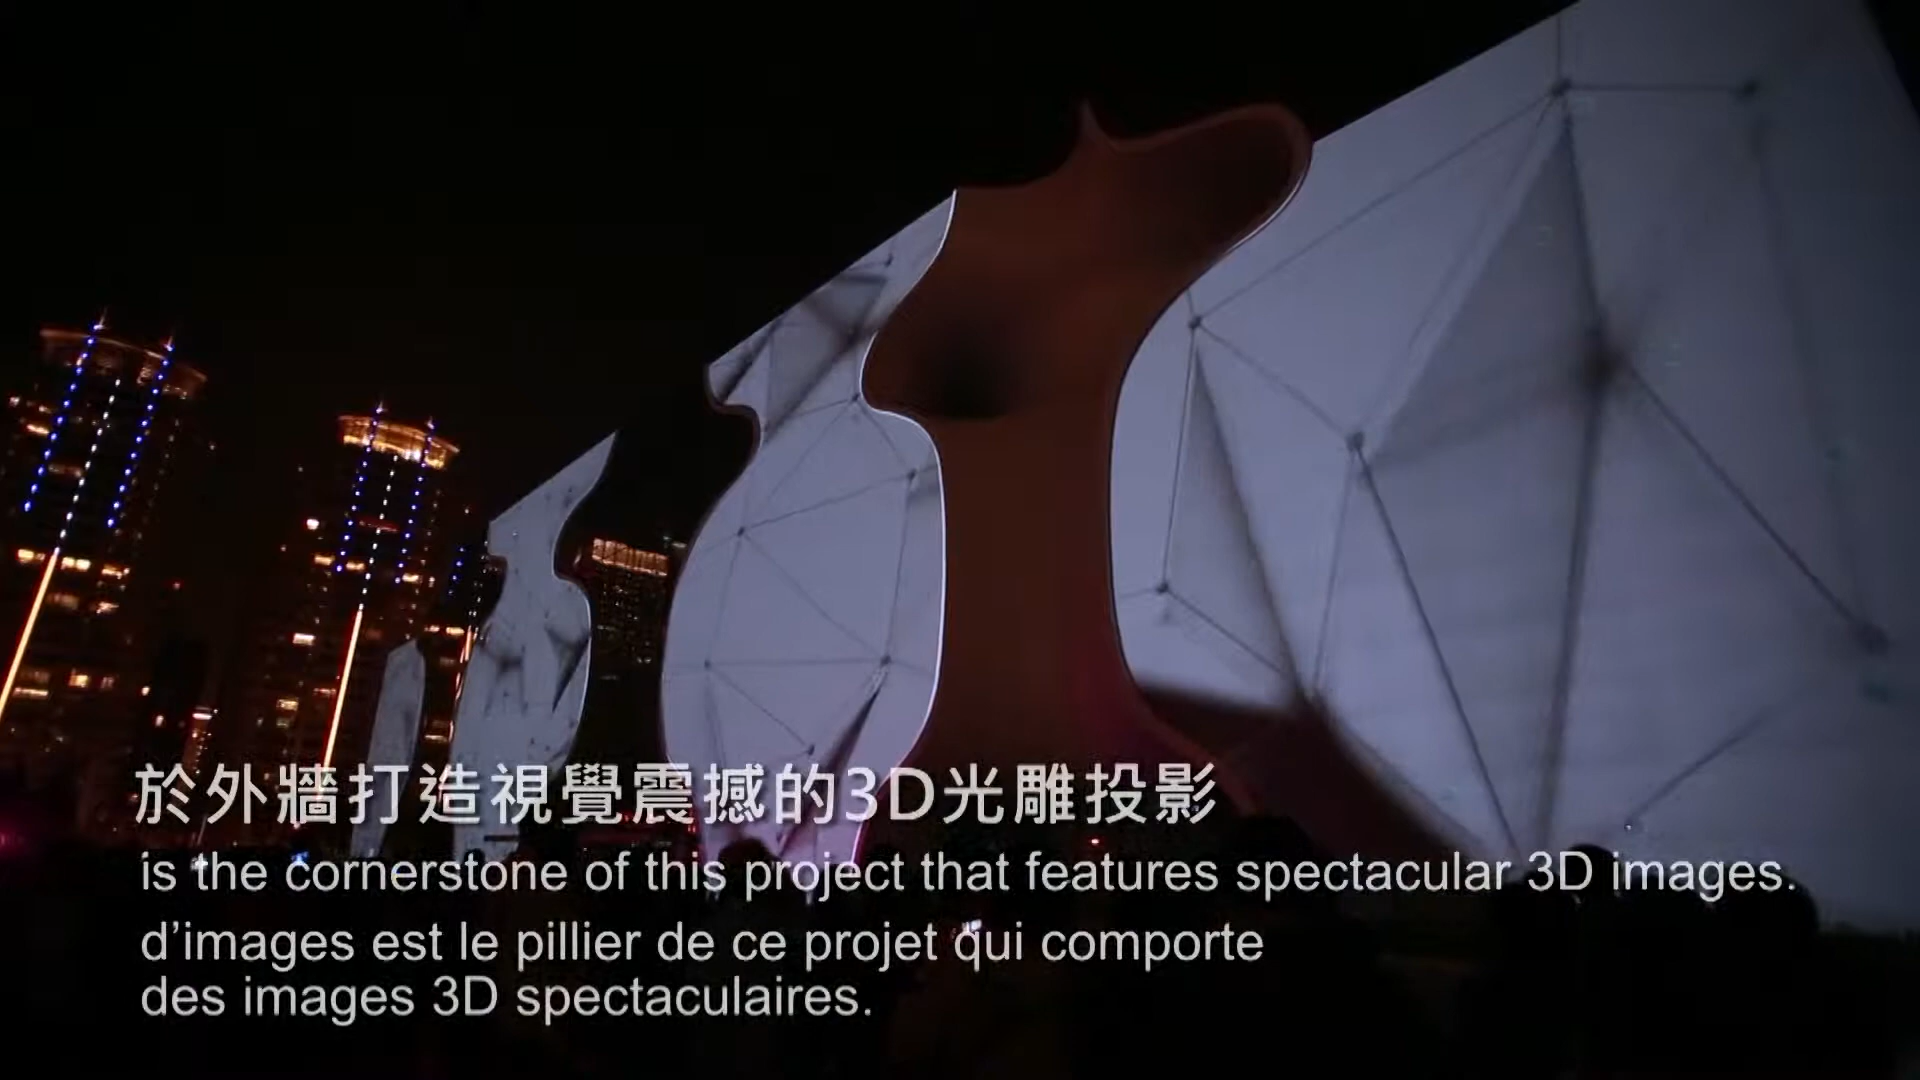 於外牆打造視覺震撼的3D光雕投影
is the cornerstone of this project that features spectacular 3D images.
d’images est le pillier de ce projet qui comporte
des images 3D spectaculaires.